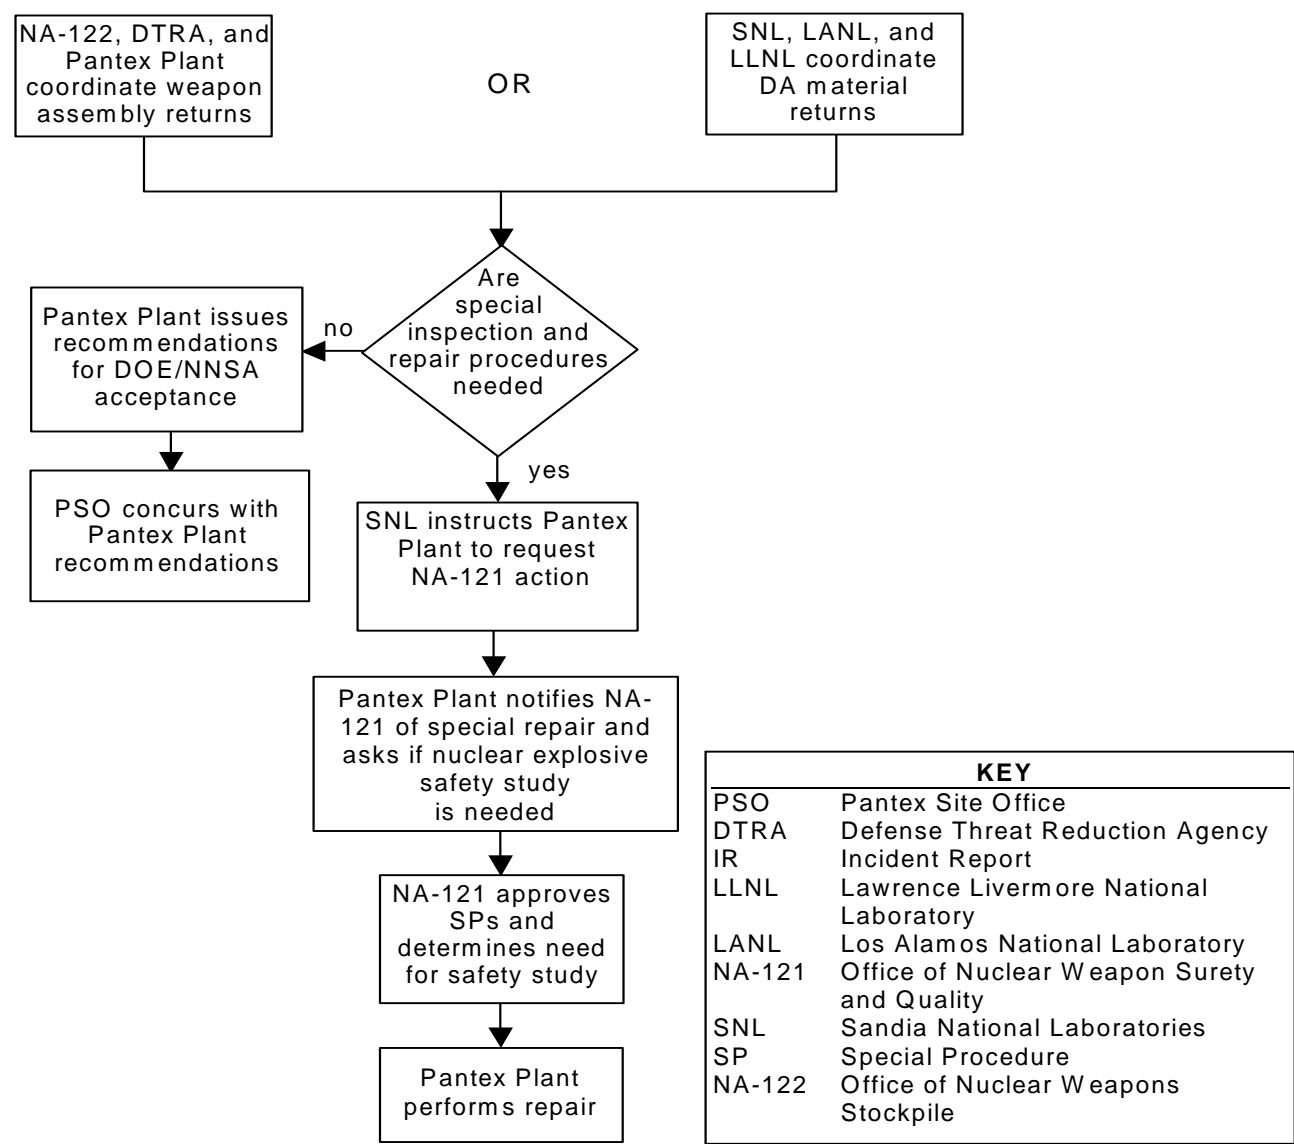 NA-122, DTRA, and
Pantex Plant
coordinate weapon
assembly returns
OR
SNL, LANL, and
LLNL coordinate
DA material
returns
Are
special
inspection and
repair procedures
needed
no
Pantex Plant issues
recommendations
for DOE/NNSA
acceptance
PSO concurs with
Pantex Plant
recommendations
yes
SNL instructs Pantex
Plant to request
NA-121 action
Pantex Plant notifies NA-
121 of special repair and
asks if nuclear explosive
safety study
is needed
NA-121 approves
SPs and
determines need
for safety study
Pantex Plant
performs repair
KEY
PSO Pantex Site Office
DTRA Defense Threat Reduction Agency
IR Incident Report
LLNL Lawrence Livermore National
Laboratory
LANL Los Alamos National Laboratory
NA-121 Office of Nuclear Weapon Surety
and Quality
SNL Sandia National Laboratories
SP Special Procedure
NA-122 Office of Nuclear Weapons
Stockpile